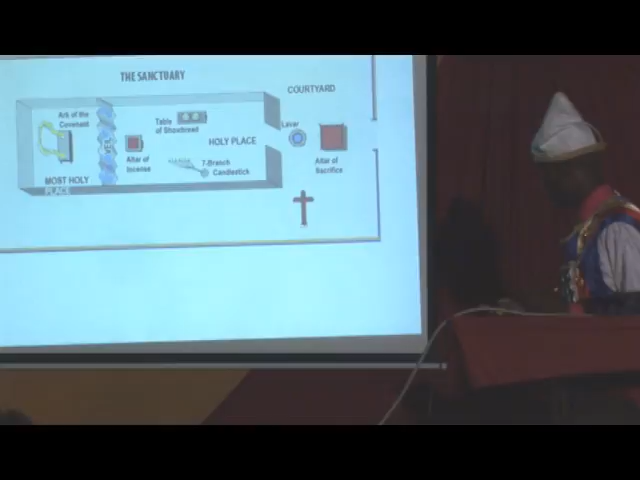 THE SANCTUARY
COURTYARD
Ark of the
Covenant
Table
of Showbread
VEIL
HOLY PLACE
Laver
Altar of
Incense
7-Branch
Candlestick
Altar of
Sacrifice
MOST HOLY
PLACE